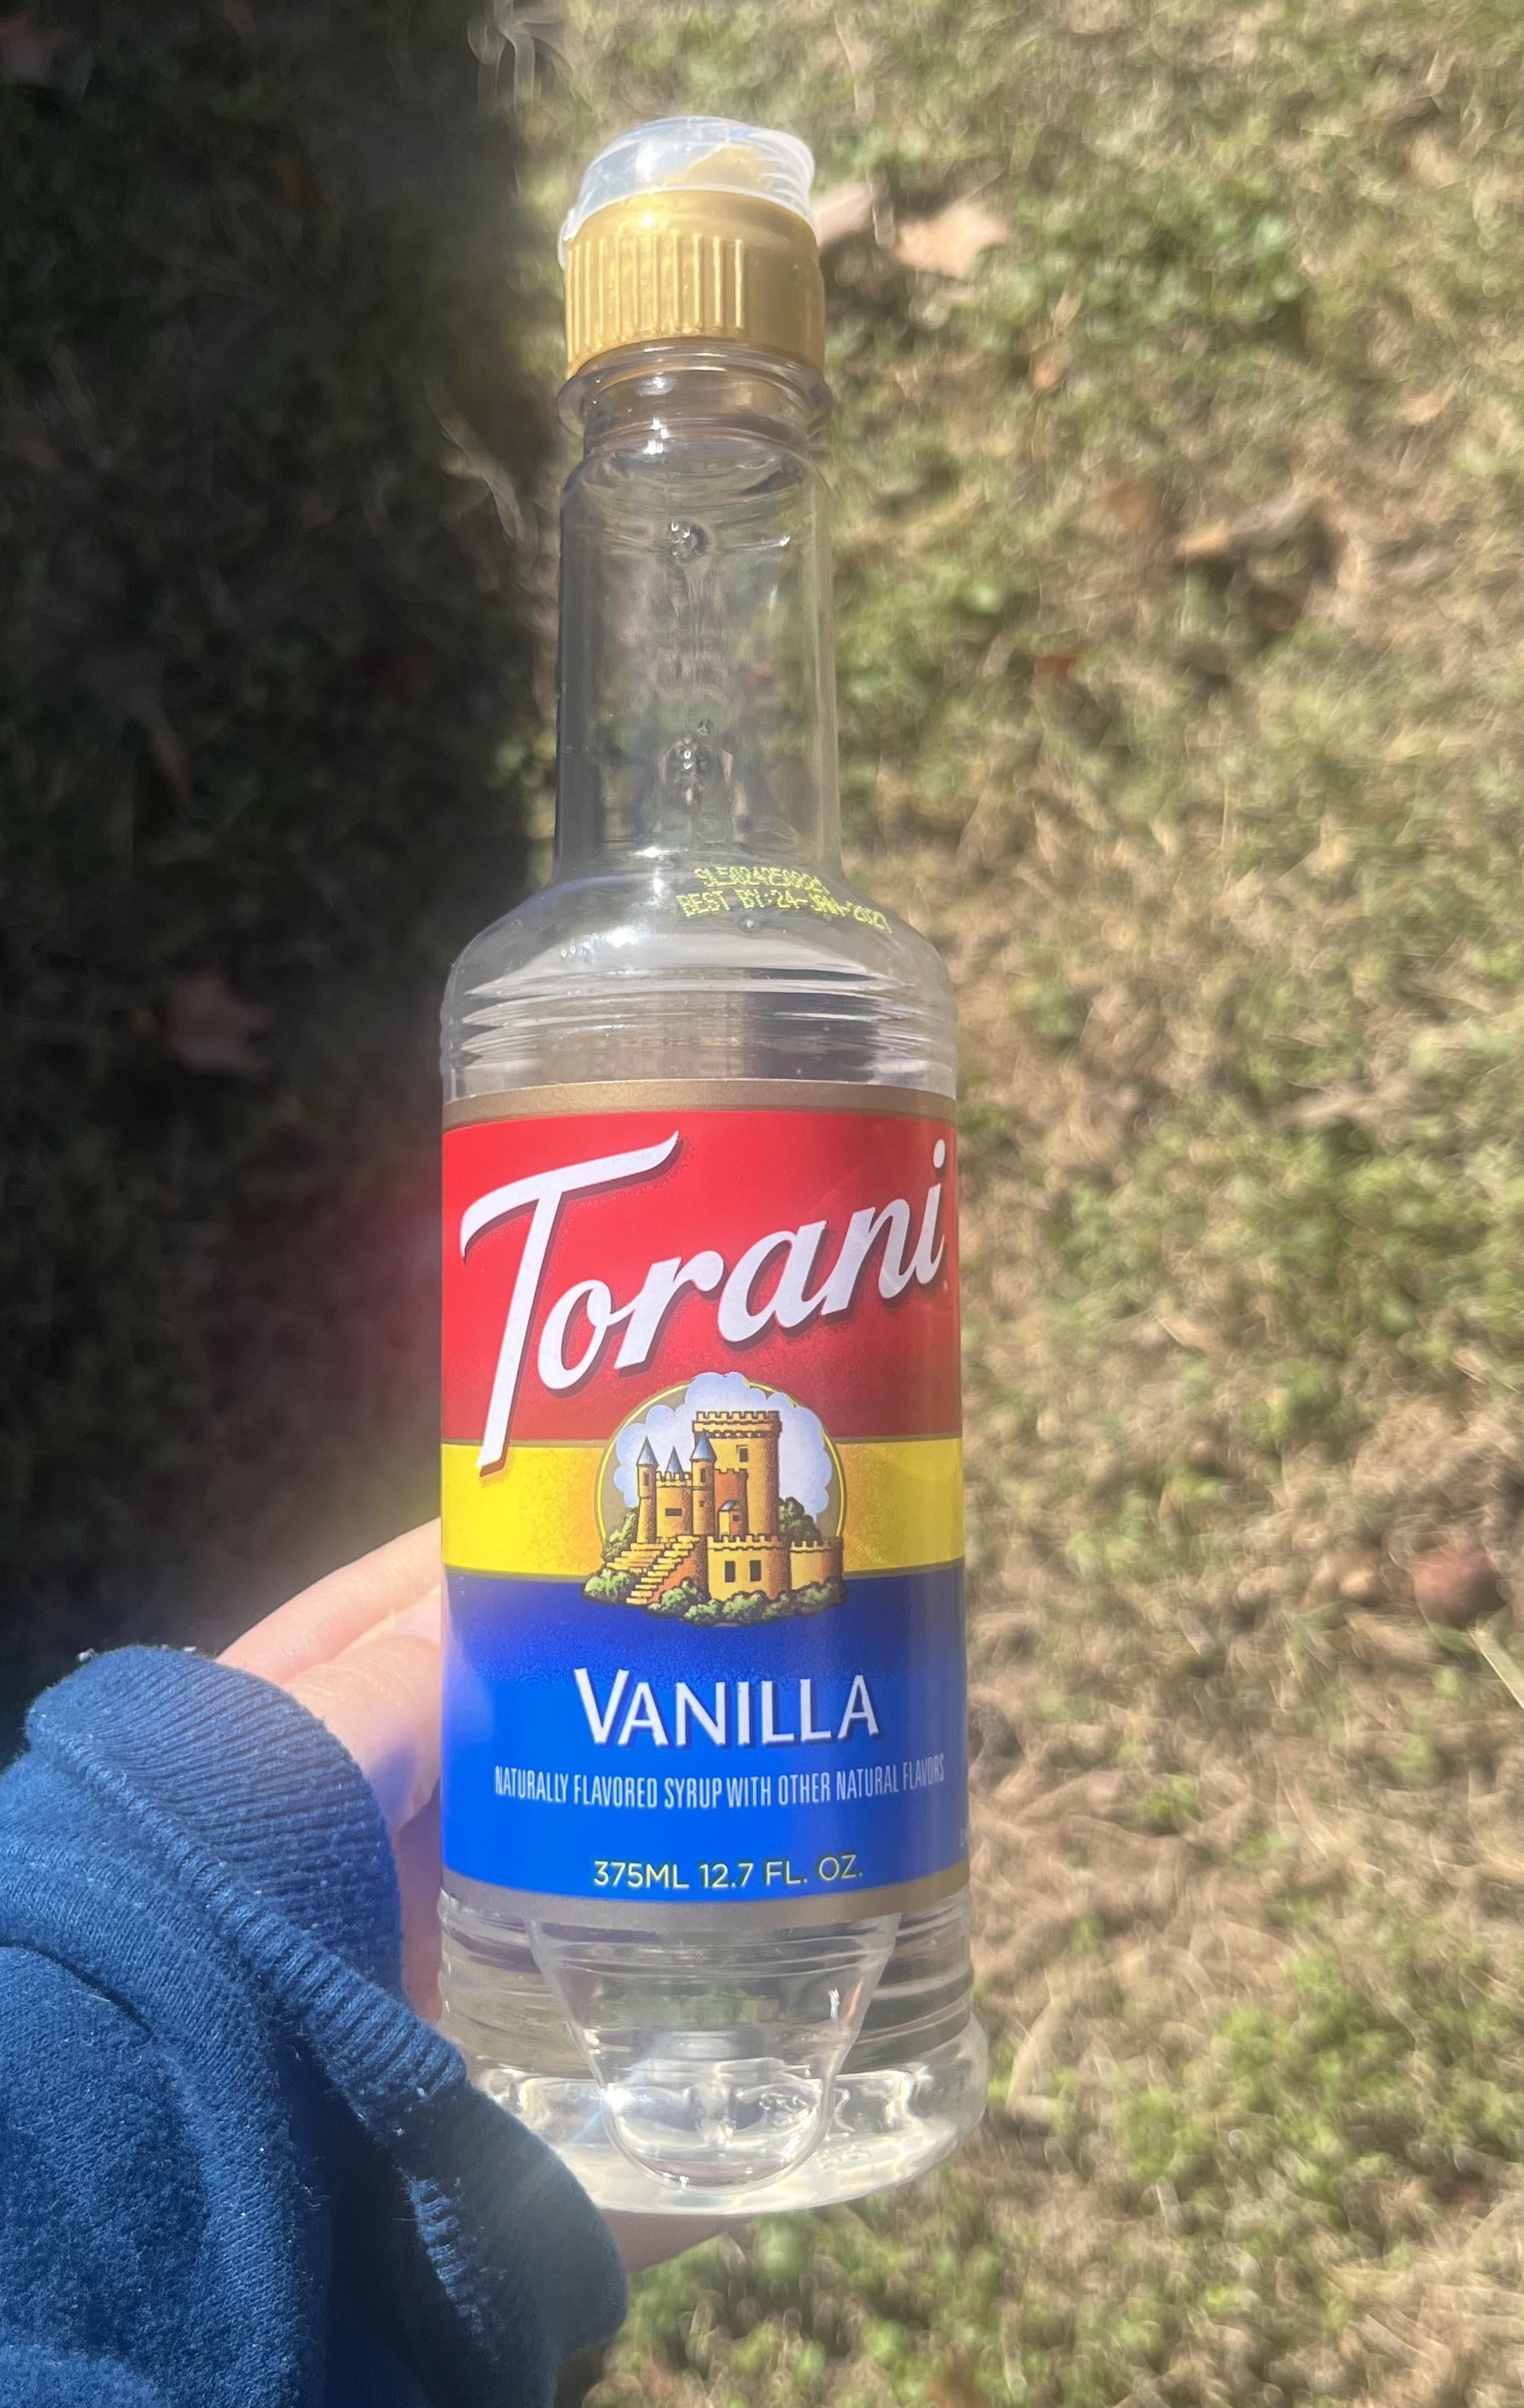 BEST BY:24-JAN-2027
Torani
VANILLA
NATURALLY FLAVORED SYRUP WITH OTHER NATURAL FLAVORS
375ML 12.7 FL. OZ.